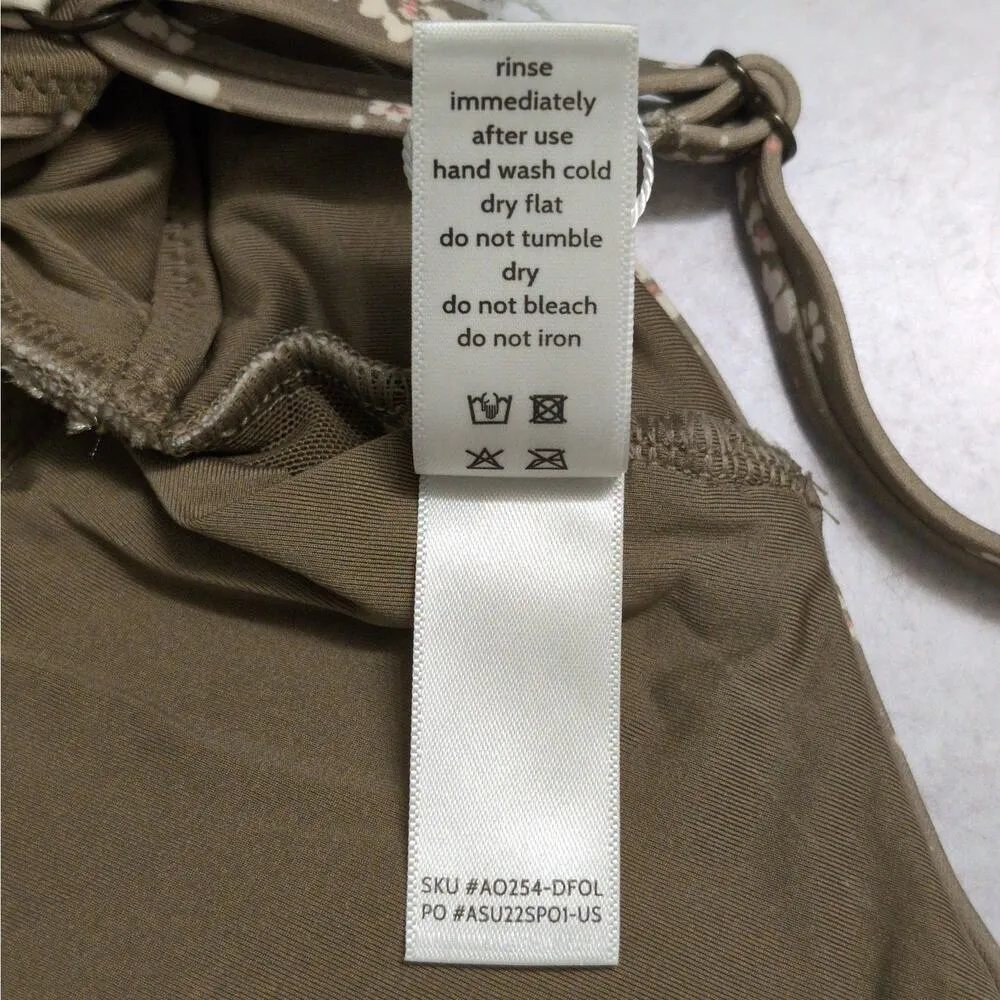 rinse
immediately
after use
hand wash cold
dry flat
do not tumble
dry
do not bleach
do not iron
SKU #AO254-DFOL
PO #ASU22SPO1-US